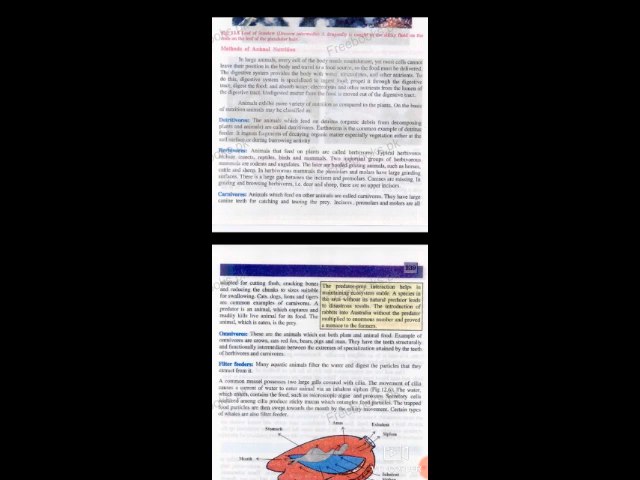 Methods of Animal Nutrition
In large animals, every cell of the body needs nourishment, yet most cells cannot
leave their position in the body and travel to a food source, so the food must be delivered.
The digestive system provides the body with water, electrolytes, and other nutrients. To
do this, digestive system is specialized to ingest food, propel it through the digestive
tract, digest the food, and absorb water, electrolytes and other nutrients from the lumen of
the digestive tract. Undigested matter from the food is moved out of the digestive tract.
Animals exhibit more variety of nutrition as compared to the plants. On the basis
of nutrition animals may be classified as
Detritivores: The animals which feed on detritus (organic debris from decomposing
plants and animals) are called detritivores. Earthworm is the common example of detritus
feeder. It ingests fragments of decaying organic matter especially vegetation either at the
soil surface or during burrowing activity.
Herbivores: Animals that feed on plants are called herbivores. Typical herbivores
include insects, reptiles, birds and mammals. Two important groups of herbivorous
mammals are rodents and ungulates. The later are hoofed grazing animals, such as horses,
cattle and sheep. In herbivorous mammals the premolars and molars have large grinding
surfaces. There is a large gap between the incisors and premolars. Canines are missing. In
grazing and browsing herbivores, i.e. deer and sheep, there are no upper incisors.
Carnivores: Animals which feed on other animals are called carnivores. They have large
canine teeth for catching and tearing the prey. Incisors, premolars and molars are all
adapted for cutting flesh, cracking bones
and reducing the chunks to sizes suitable
for swallowing. Cats, dogs, lions and tigers
are common examples of carnivores. A
predator is an animal, which captures and
readily kills live animal for its food. The
animal, which is eaten, is the prey.
The predator-prey interaction helps in
maintaining ecosystem stable. A species in
the area without its natural predator leads
to disastrous results. The introduction of
rabbits into Australia without the predator
multiplied to enormous number and proved
a menace to the farmers.
Omnivores: These are the animals which eat both plant and animal food. Example of
omnivores are crows, rats red fox, bears, pigs and man. They have the teeth structurally
and functionally intermediate between the extremes of specialization attained by the teeth
of herbivores and carnivores.
Filter feeders: Many aquatic animals filter the water and digest the particles that they
extract from it.
A common mussel possesses two large gills covered with cilia. The movement of cilia
causes a current of water to enter animal via an inhalent siphon (Fig.12.6). The water,
which enters, contains the food, such as microscopic algae and protozoa. Secretory cells
scattered among cilia produce sticky mucus which entangles food particles. The trapped
food particles are then swept towards the mouth by the ciliary movement. Certain types
of whales are also filter feeder.
Stomach
Anus
Exhalent
Siphon
Mouth
Inhalent